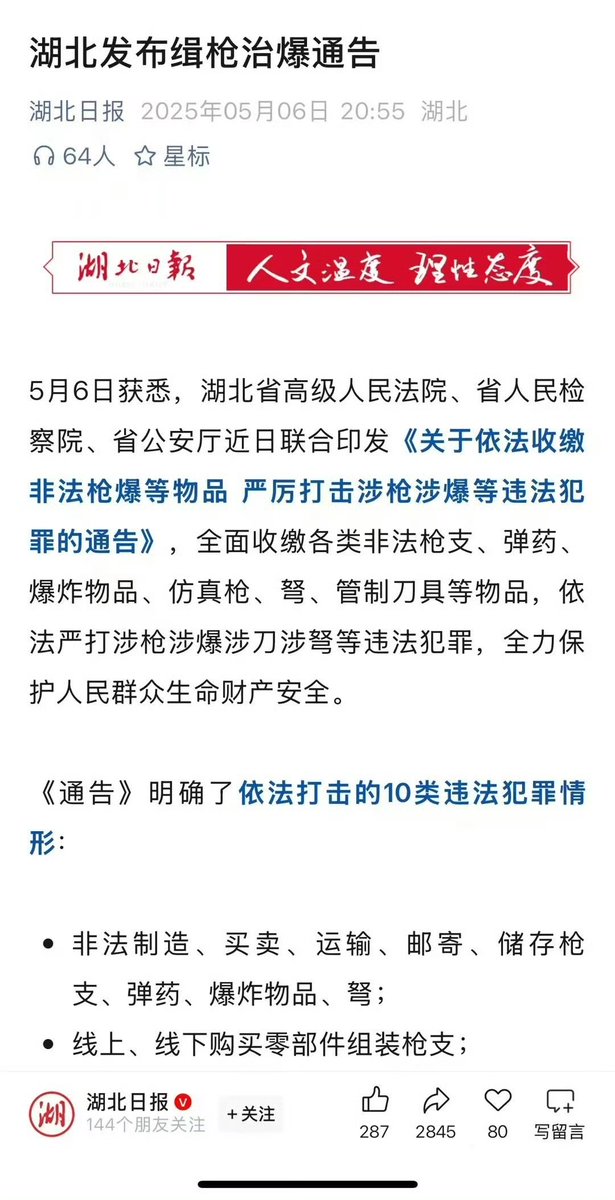 湖北发布缉枪治爆通告
湖北日报 2025年05月06日 20:55 湖北
64人 星标
湖北日報 人文温度 理性态度
5月6日获悉，湖北省高级人民法院、省人民检
察院、省公安厅近日联合印发《关于依法收缴
非法枪爆等物品 严厉打击涉枪涉爆等违法犯
罪的通告》，全面收缴各类非法枪支、弹药、
爆炸物品、仿真枪、弩、管制刀具等物品，依
法严打涉枪涉爆涉刀涉弩等违法犯罪，全力保
护人民群众生命财产安全。
《通告》明确了依法打击的10类违法犯罪情
形：
• 非法制造、买卖、运输、邮寄、储存枪
支、弹药、爆炸物品、弩；
• 线上、线下购买零部件组装枪支；
湖
湖北日报
144个朋友关注
+关注
287 2845 80 写留言